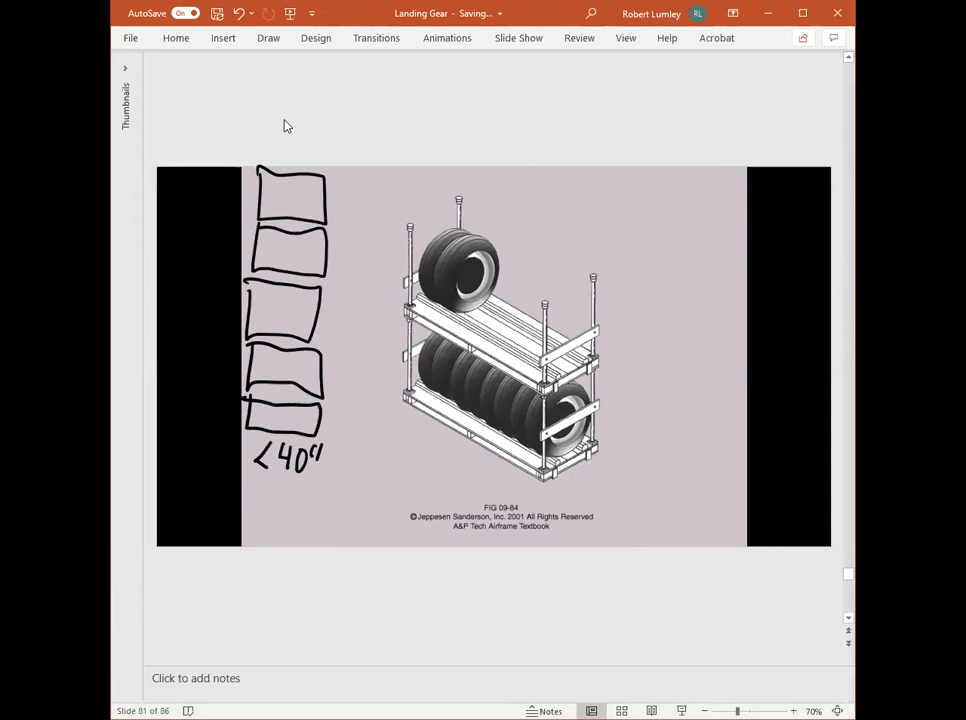 AutoSave On Landing Gear - Saving... Robert Lumley RL
File Home Insert Draw Design Transitions Animations Slide Show Review View Help Acrobat
Thumbnails
<40"
FIG 09-84
©Jeppesen Sanderson, Inc. 2001 All Rights Reserved
A&P Tech Airframe Textbook
Click to add notes
Slide 81 of 86 Notes 70%